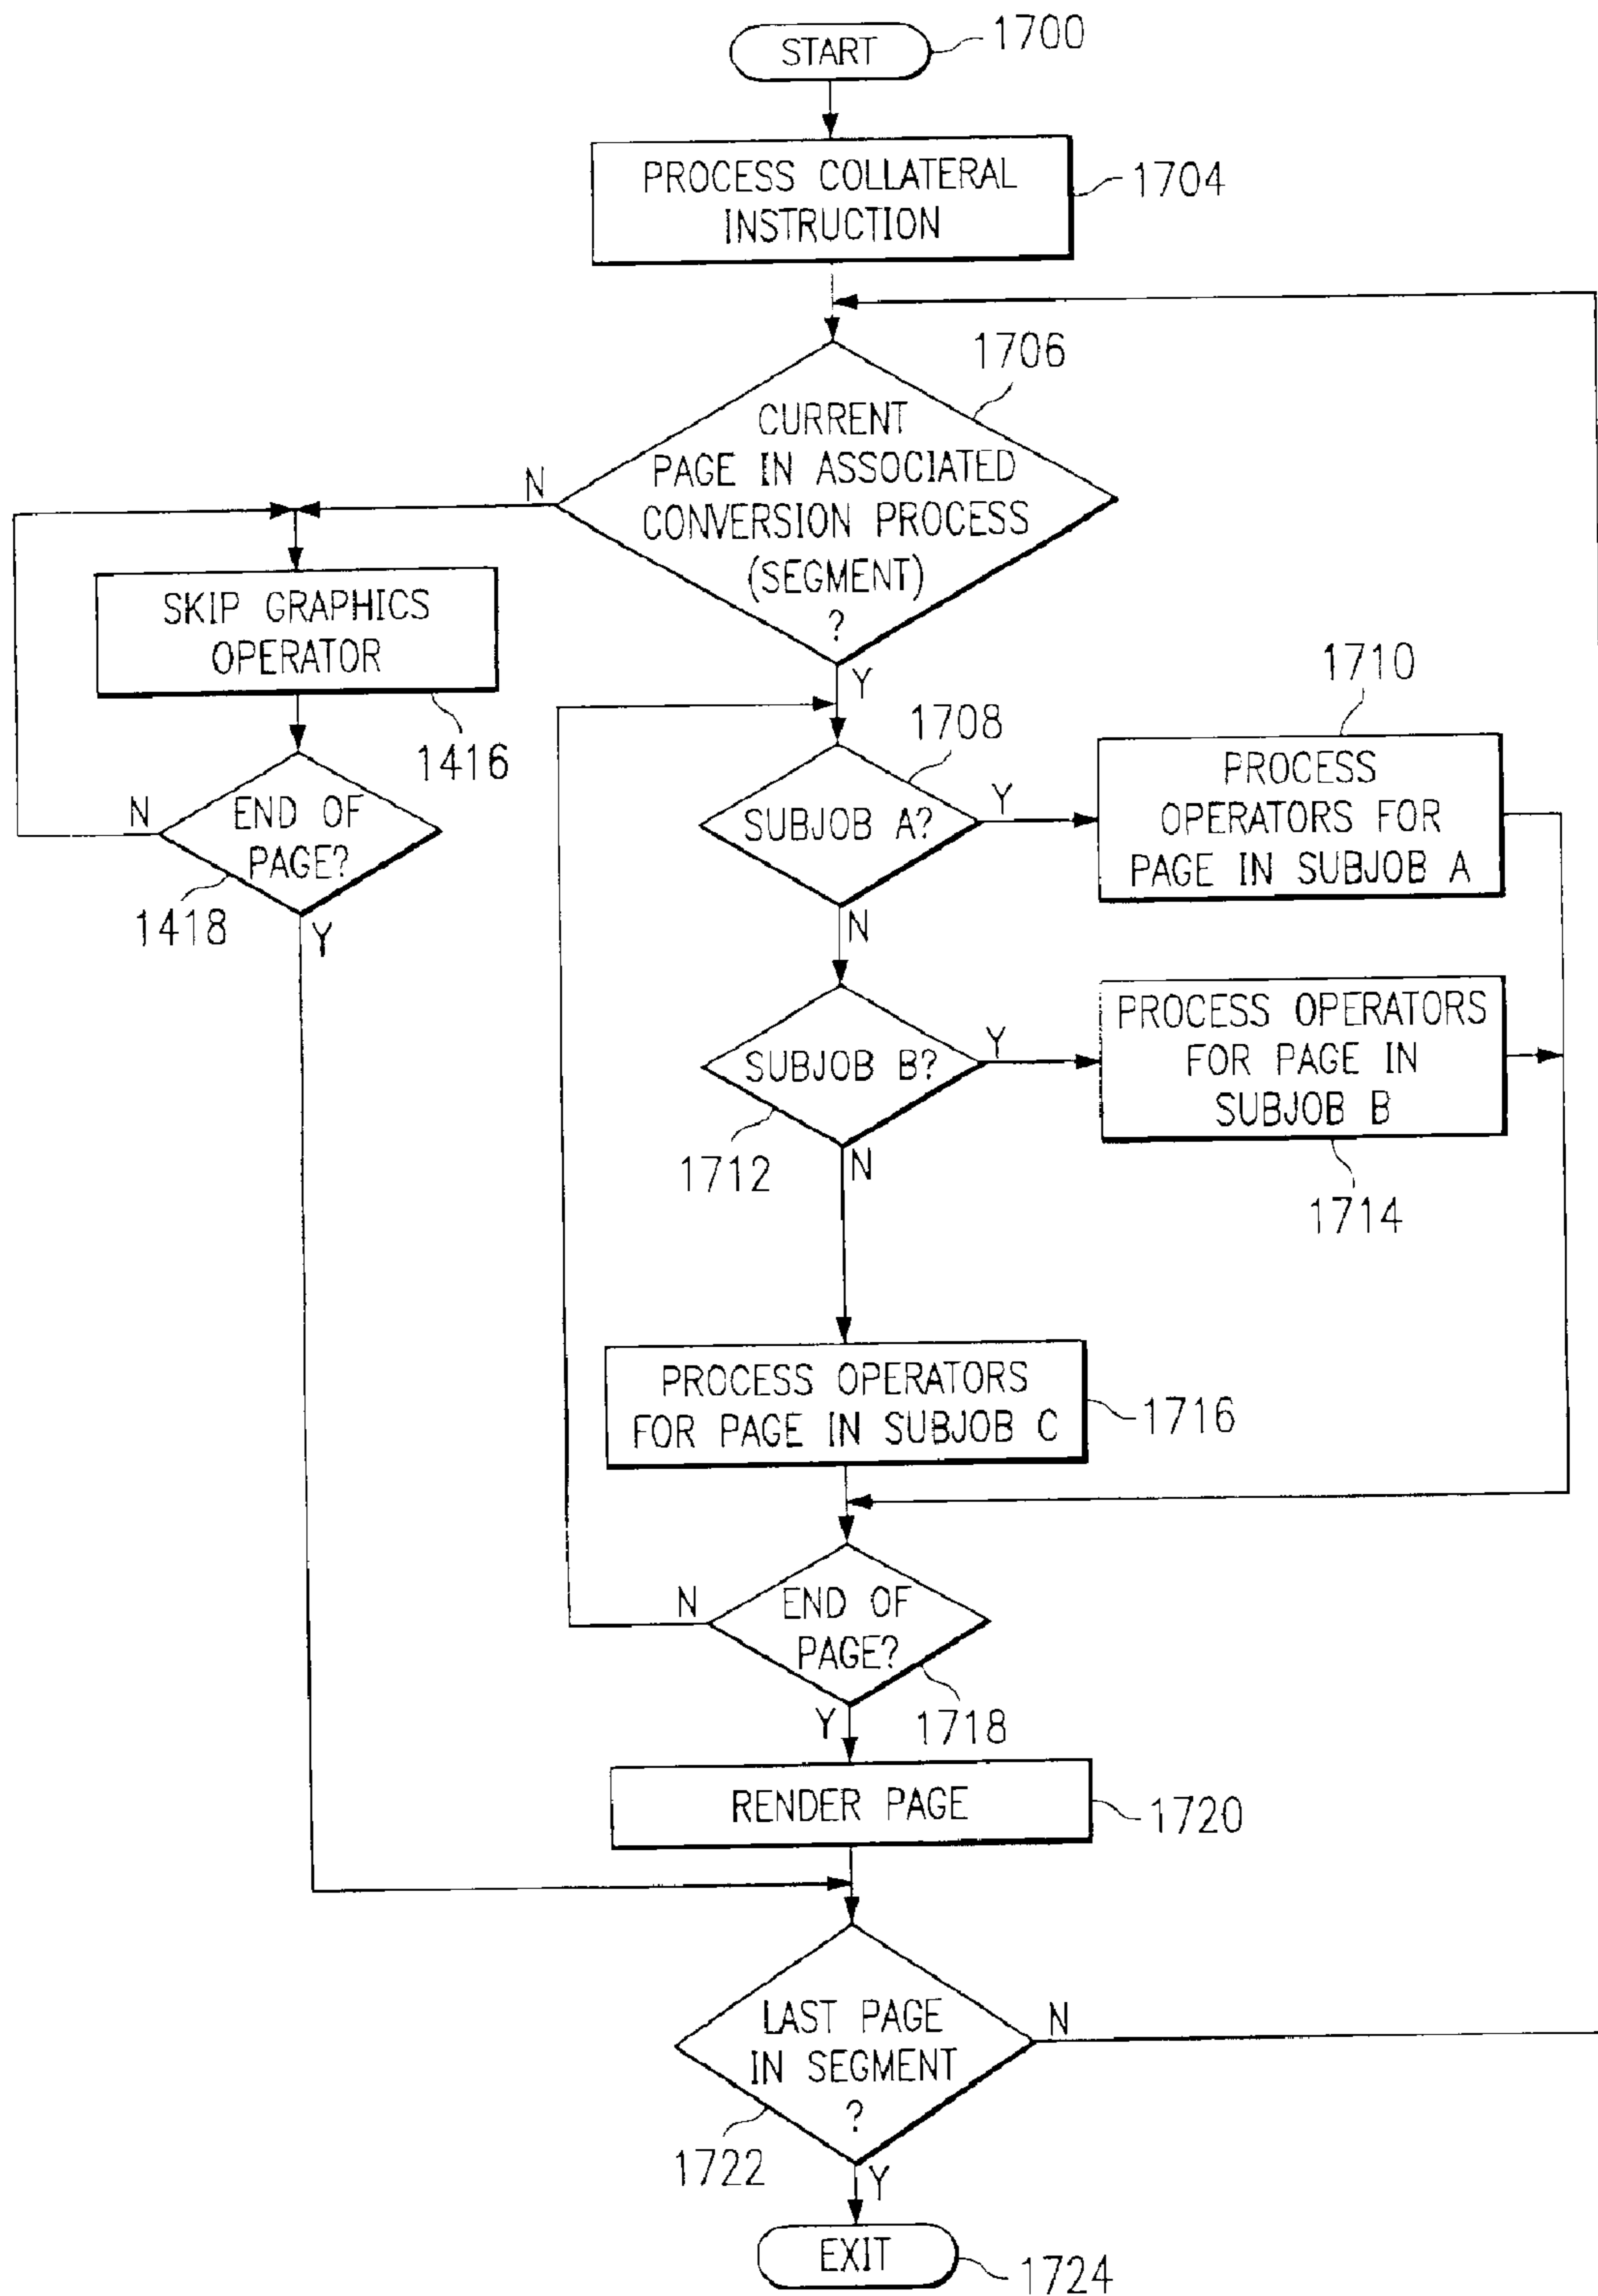 START
1700
PROCESS COLLATERAL
INSTRUCTION
1704
1706
CURRENT
PAGE IN ASSOCIATED
CONVERSION PROCESS
(SEGMENT)
?
N
Y
SKIP GRAPHICS
OPERATOR
1416
END OF
PAGE?
N
1418
Y
1708
SUBJOB A?
Y
N
1710
PROCESS
OPERATORS FOR
PAGE IN SUBJOB A
SUBJOB B?
Y
1712
N
PROCESS OPERATORS
FOR PAGE IN
SUBJOB B
1714
PROCESS OPERATORS
FOR PAGE IN SUBJOB C
1716
N
END OF
PAGE?
1718
Y
RENDER PAGE
1720
LAST PAGE
IN SEGMENT
?
N
1722
Y
EXIT
1724